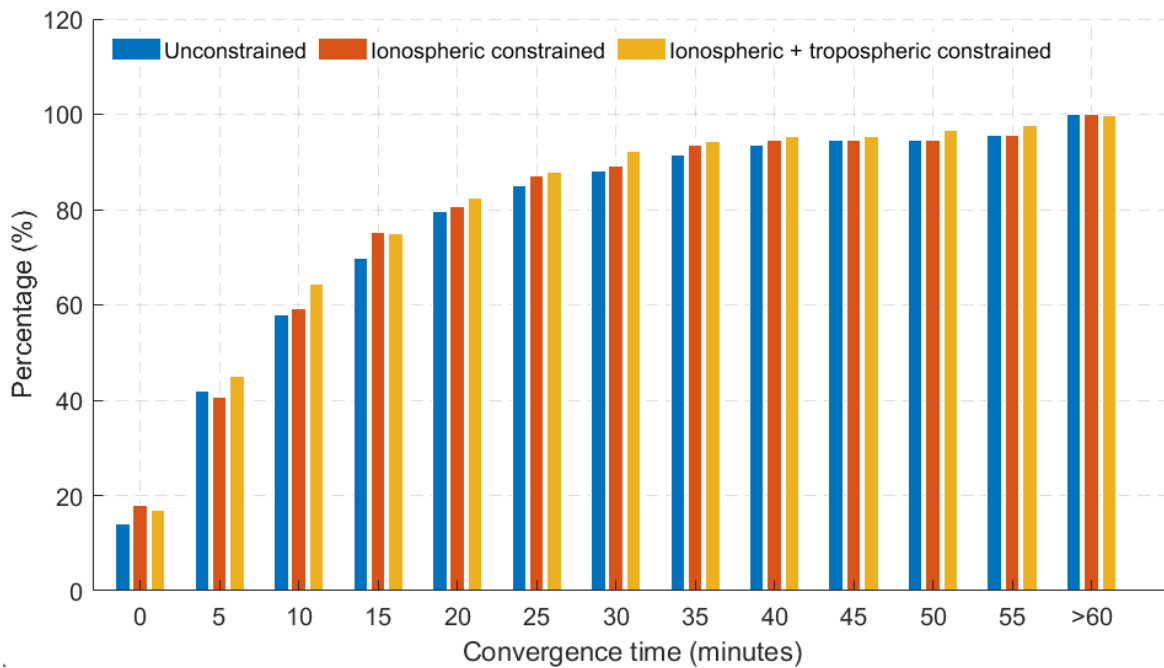 120
Unconstrained Ionospheric constrained Ionospheric + tropospheric constrained
100
80
60
40
20
0
Percentage (%)
0 5 10 15 20 25 30 35 40 45 50 55 >60
Convergence time (minutes)